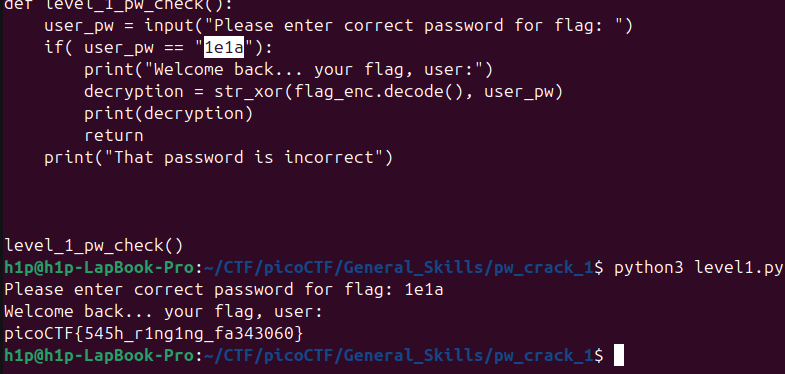 def level_1_pw_check():
    user_pw = input("Please enter correct password for flag: ")
    if( user_pw == "1e1a"):
        print("Welcome back... your flag, user:")
        decryption = str_xor(flag_enc.decode(), user_pw)
        print(decryption)
        return
    print("That password is incorrect")
level_1_pw_check()
h1p@h1p-LapBook-Pro:~/CTF/picoCTF/General_Skills/pw_crack_1$ python3 level1.py
Please enter correct password for flag: 1e1a
Welcome back... your flag, user:
picoCTF{545h_r1ng1ng_fa343060}
h1p@h1p-LapBook-Pro:~/CTF/picoCTF/General_Skills/pw_crack_1$